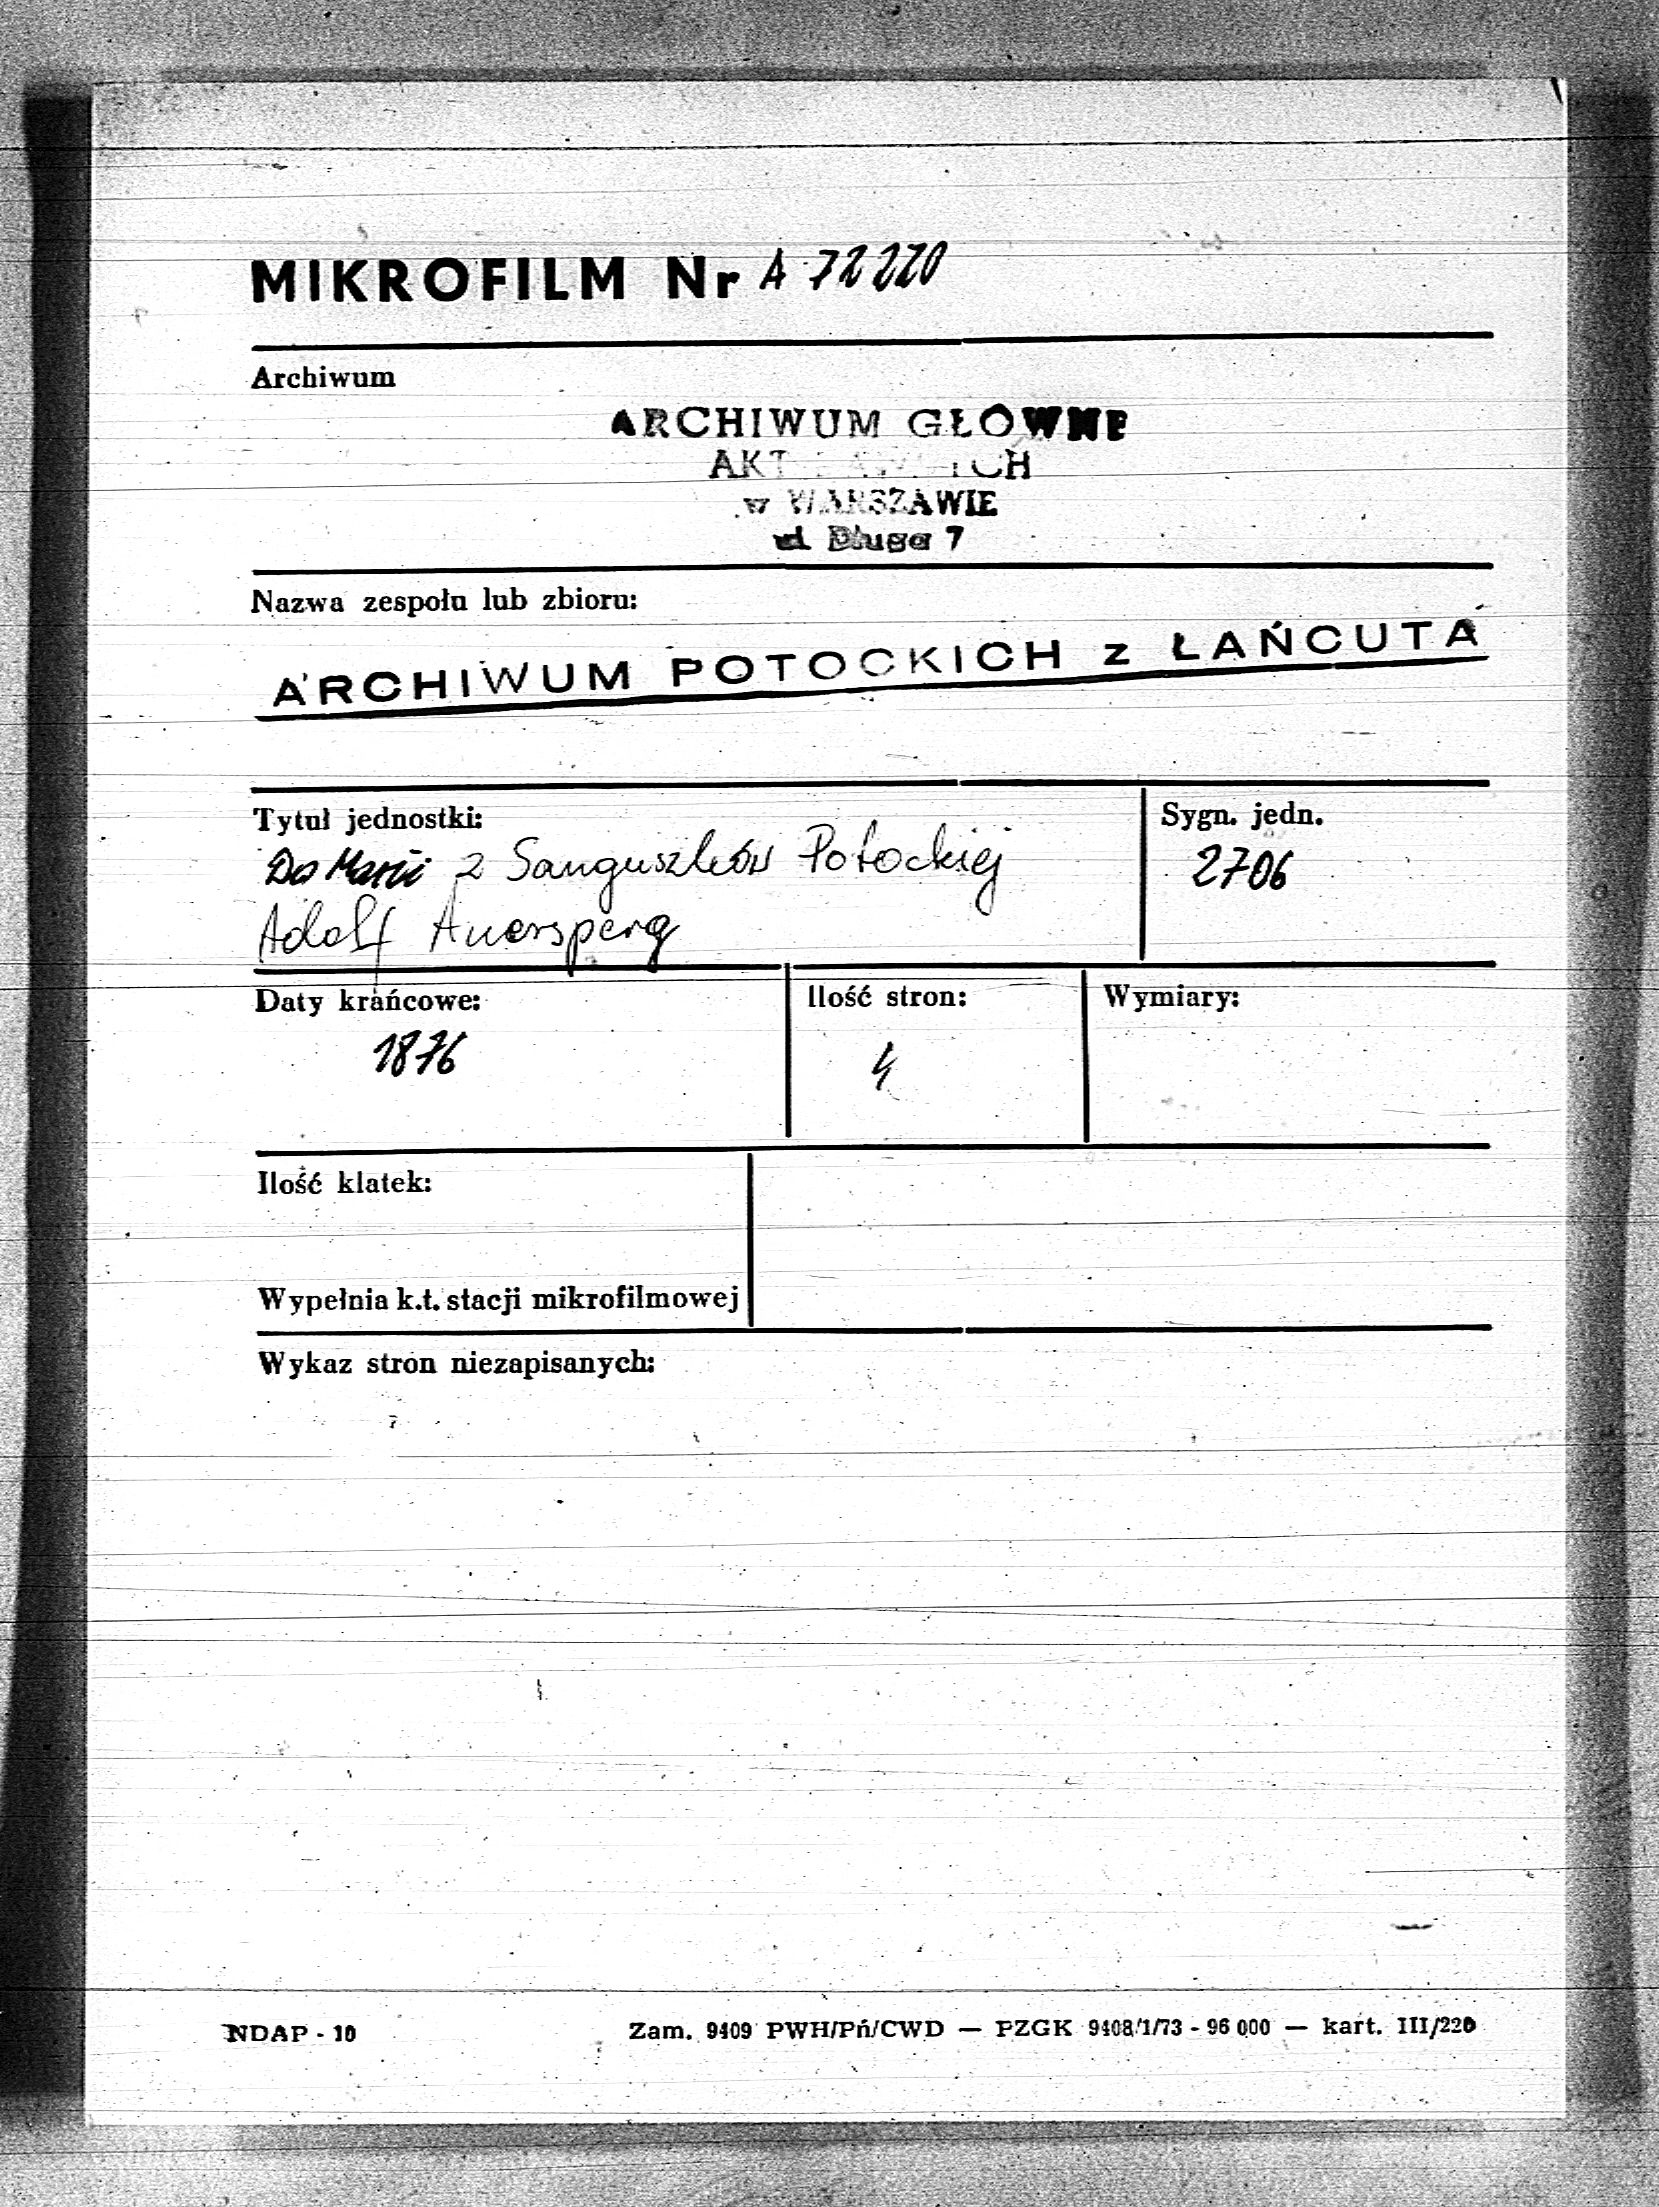 MIKROFILM Nr A 72220
Archiwum
ARCHIWUM GŁOWNE
AKT
w WARSZAWIE
ul. Długa 7
Nazwa zespołu lub zbioru:
ARCHIWUM POTOCKICH z ŁAŃCUTA
Tytuł jednostki:
Sygn. jedn.
Do Marii z Sanguszków Potockiej
2706
Adolf Auersperg
Daty krańcowe:
Ilość stron:
Wymiary:
1876
4
Ilość klatek:
Wypełnia k.t. stacji mikrofilmowej
Wykaz stron niezapisanych:
NDAP - 10
Zam. 9409 PWH/Pń/CWD — PZGK 9408/1/73 - 96 000 — kart. III/220